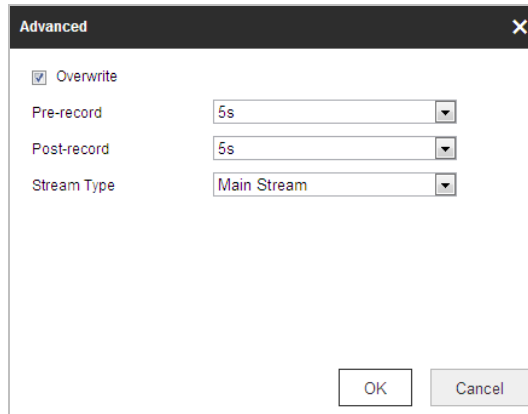 Advanced
Overwrite
Pre-record 5s
Post-record 5s
Stream Type Main Stream
OK Cancel